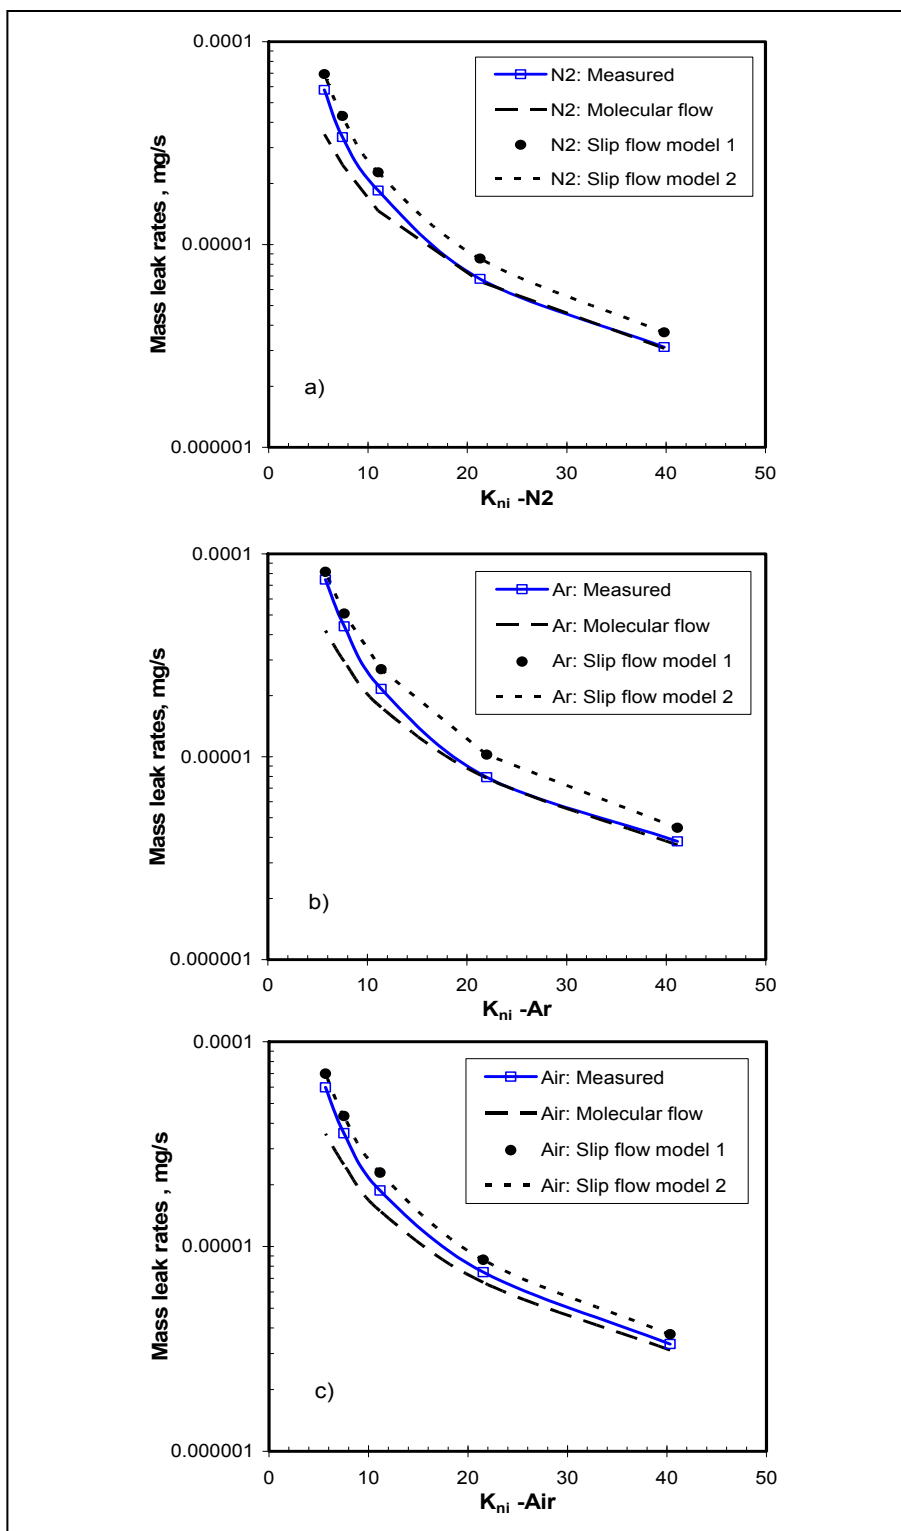 0.0001
N2: Measured
N2: Molecular flow
N2: Slip flow model 1
N2: Slip flow model 2
Mass leak rates , mg/s
0.00001
a)
0.000001
0 10 20 30 40 50
Kni -N2
0.0001
Ar: Measured
Ar: Molecular flow
Ar: Slip flow model 1
Ar: Slip flow model 2
Mass leak rates, mg/s
0.00001
b)
0.000001
0 10 20 30 40 50
Kni -Ar
0.0001
Air: Measured
Air: Molecular flow
Air: Slip flow model 1
Air: Slip flow model 2
Mass leak rates , mg/s
0.00001
c)
0.000001
0 10 20 30 40 50
Kni -Air